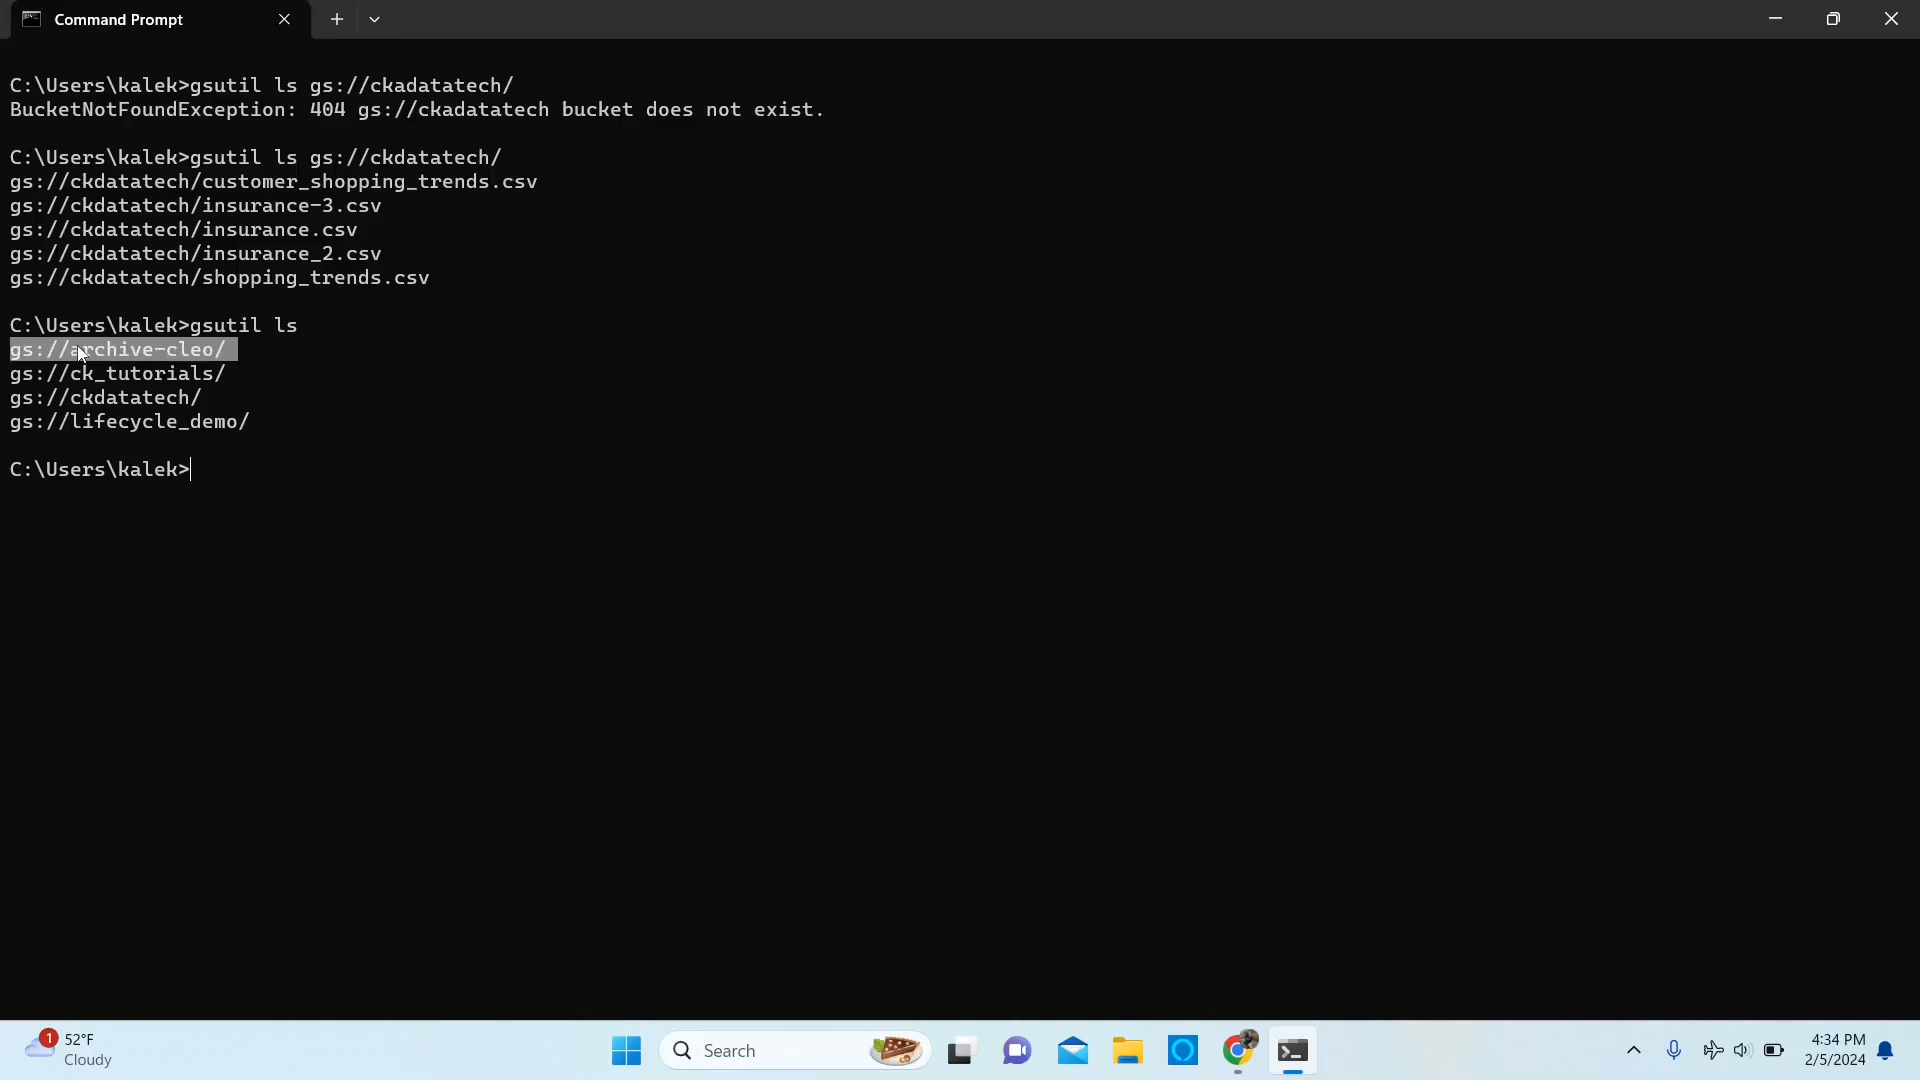 Command Prompt
C:\Users\kalek>gsutil ls gs://ckadatatech/
BucketNotFoundException: 404 gs://ckadatatech bucket does not exist.
C:\Users\kalek>gsutil ls gs://ckdatatech/
gs://ckdatatech/customer_shopping_trends.csv
gs://ckdatatech/insurance-3.csv
gs://ckdatatech/insurance.csv
gs://ckdatatech/insurance_2.csv
gs://ckdatatech/shopping_trends.csv
C:\Users\kalek>gsutil ls
gs://archive-cleo/
gs://ck_tutorials/
gs://ckdatatech/
gs://lifecycle_demo/
C:\Users\kalek>
1
52°F
Cloudy
Search
4:34 PM
2/5/2024